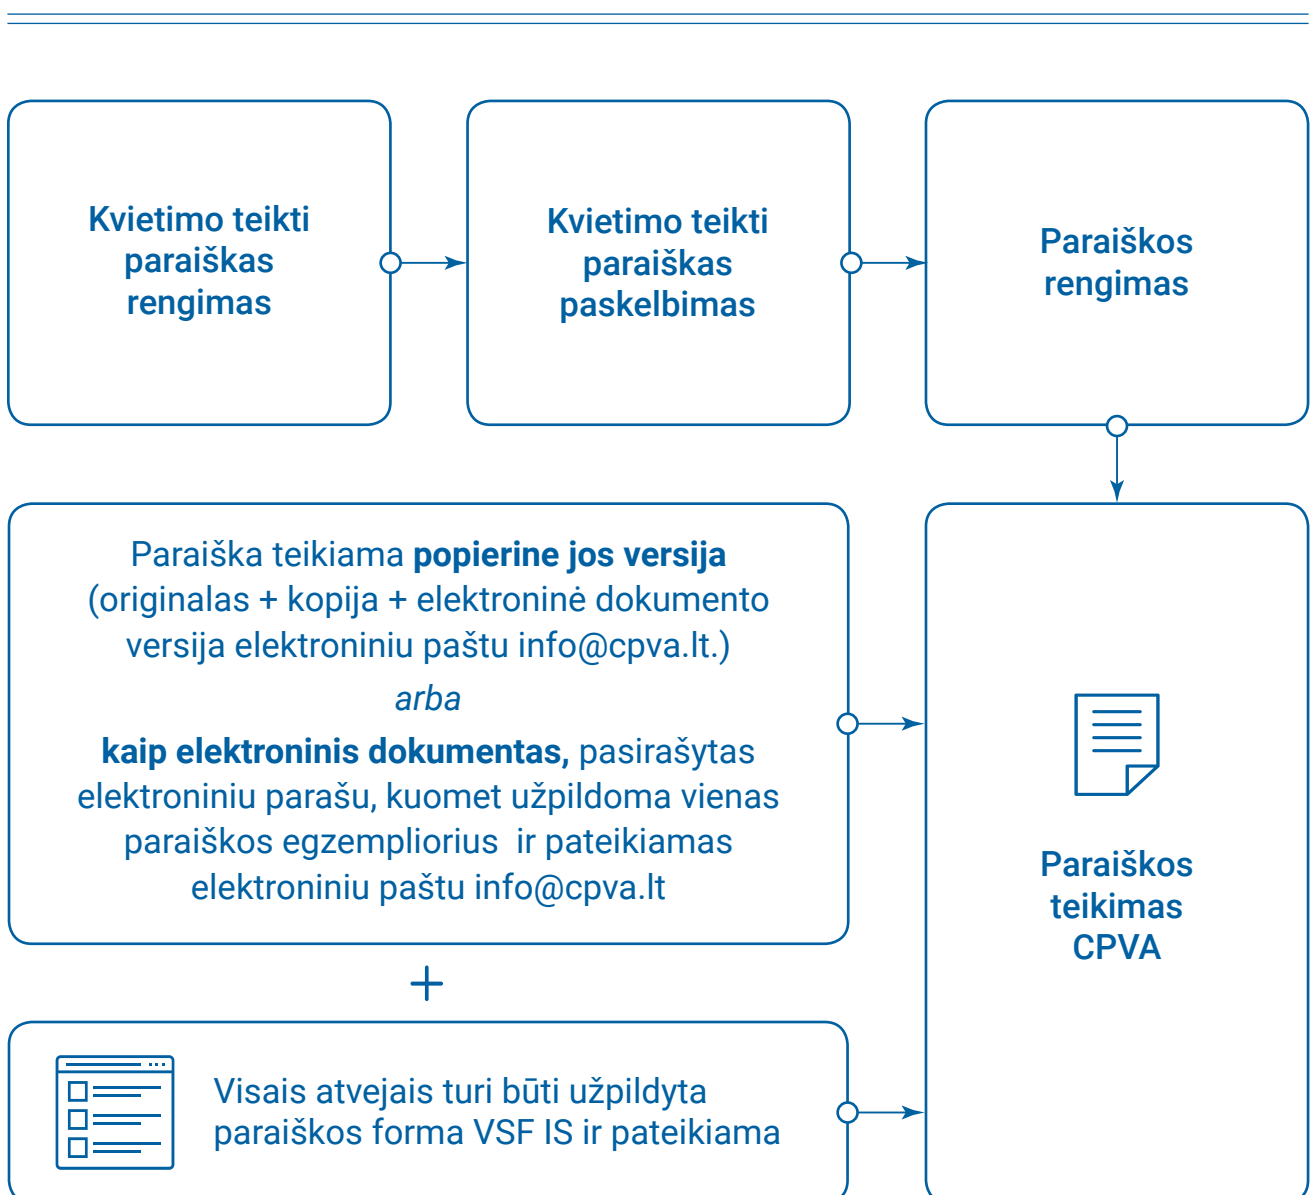 Kvietimo teikti
paraiškas
rengimas
Kvietimo teikti
paraiškas
paskelbimas
Paraiškos
rengimas
Paraiška teikiama popierine jos versija
(originalas + kopija + elektroninė dokumento
versija elektroniniu paštu info@cpva.lt.)
arba
kaip elektroninis dokumentas, pasirašytas
elektroniniu parašu, kuomet užpildoma vienas
paraiškos egzempliorius ir pateikiamas
elektroniniu paštu info@cpva.lt
+
Visais atvejais turi būti užpildyta
paraiškos forma VSF IS ir pateikiama
Paraiškos
teikimas
CPVA